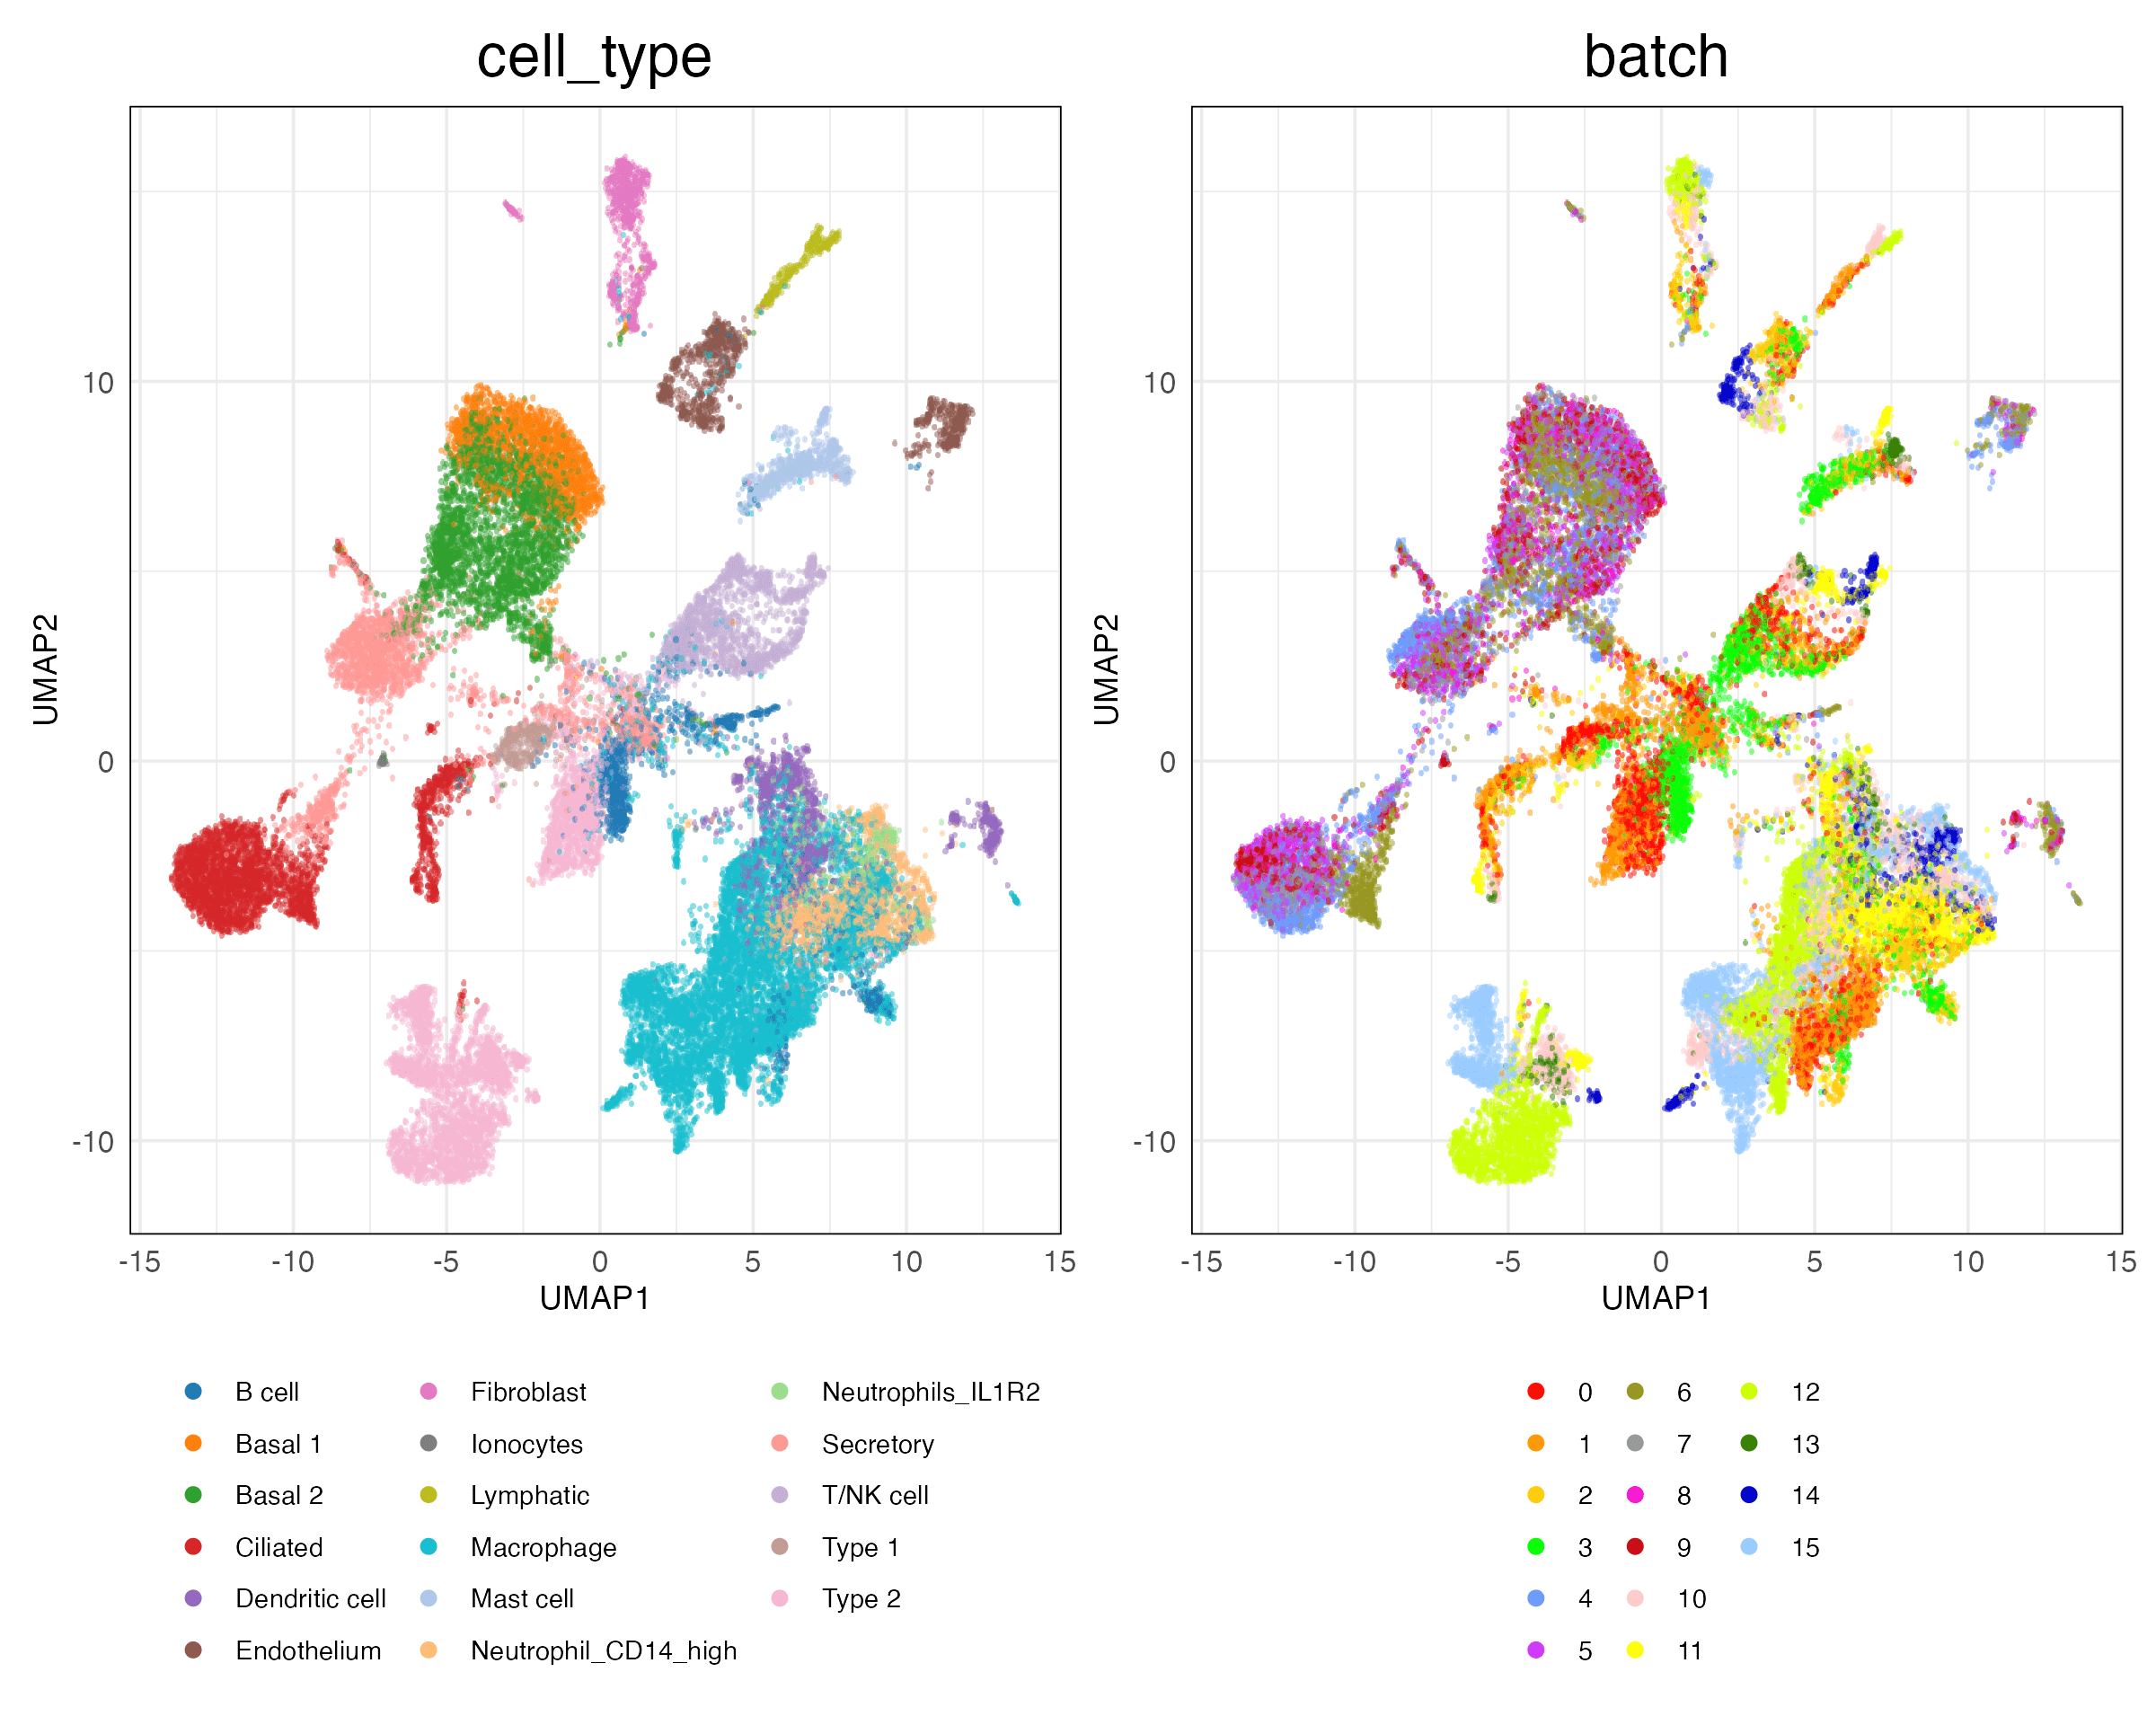 cell_type
batch
10
0
-10
UMAP2
-15 -10 -5 0 5 10 15
UMAP1
10
0
-10
UMAP2
-15 -10 -5 0 5 10 15
UMAP1
B cell
Basal 1
Basal 2
Ciliated
Dendritic cell
Endothelium
Fibroblast
Ionocytes
Lymphatic
Macrophage
Mast cell
Neutrophil_CD14_high
Neutrophils_IL1R2
Secretory
T/NK cell
Type 1
Type 2
0
1
2
3
4
5
6
7
8
9
10
11
12
13
14
15